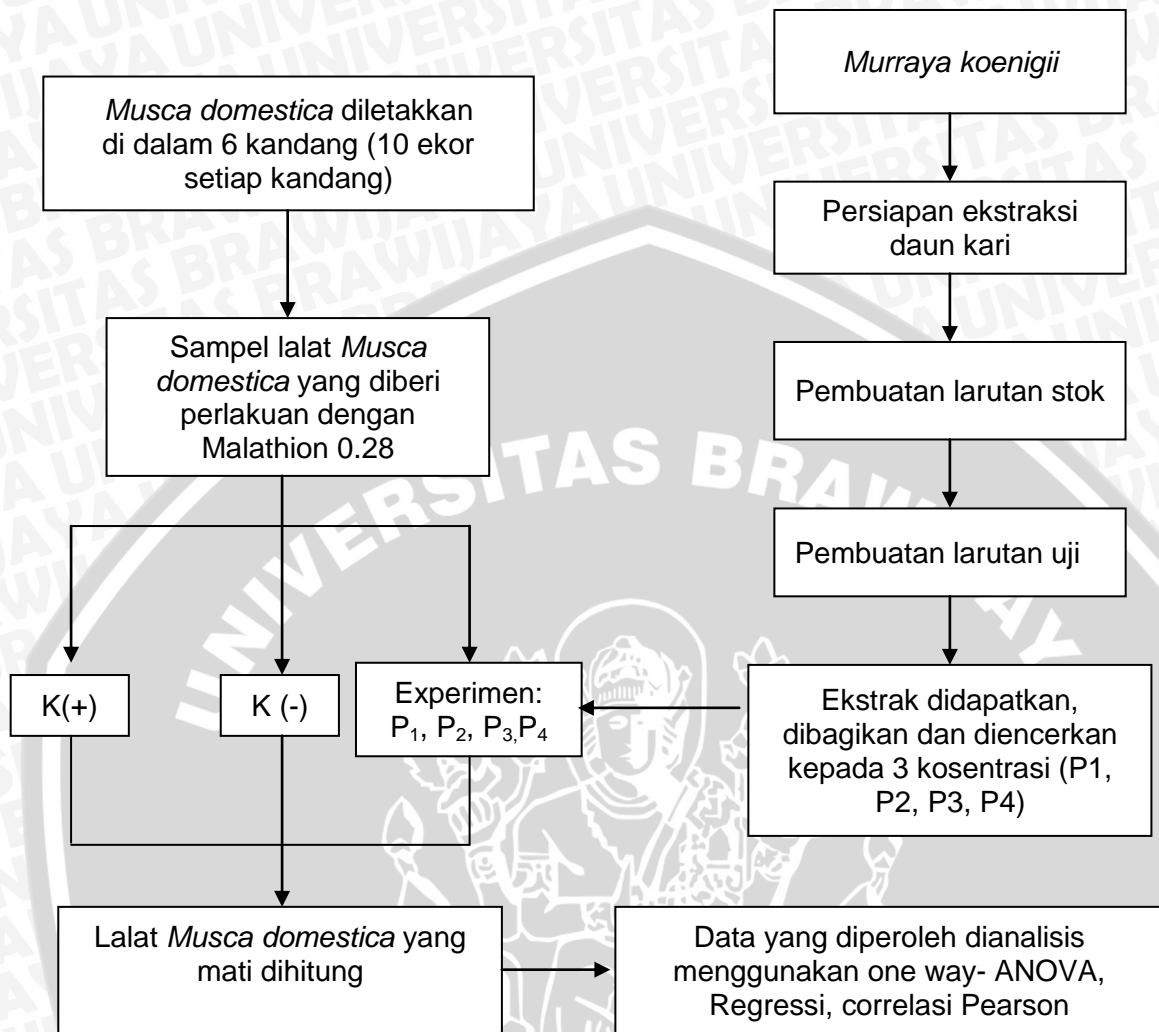 Musca domestica diletakkan
di dalam 6 kandang (10 ekor
setiap kandang)
Sampel lalat Musca
domestica yang diberi
perlakuan dengan
Malathion 0.28
K(+)
K (-)
Experimen:
P1, P2, P3,P4
Lalat Musca domestica yang
mati dihitung
Murraya koenigii
Persiapan ekstraksi
daun kari
Pembuatan larutan stok
Pembuatan larutan uji
Ekstrak didapatkan,
dibagikan dan diencerkan
kepada 3 kosentrasi (P1,
P2, P3, P4)
Data yang diperoleh dianalisis
menggunakan one way- ANOVA,
Regressi, correlasi Pearson
UNIVERSITAS BRAWIJAYA